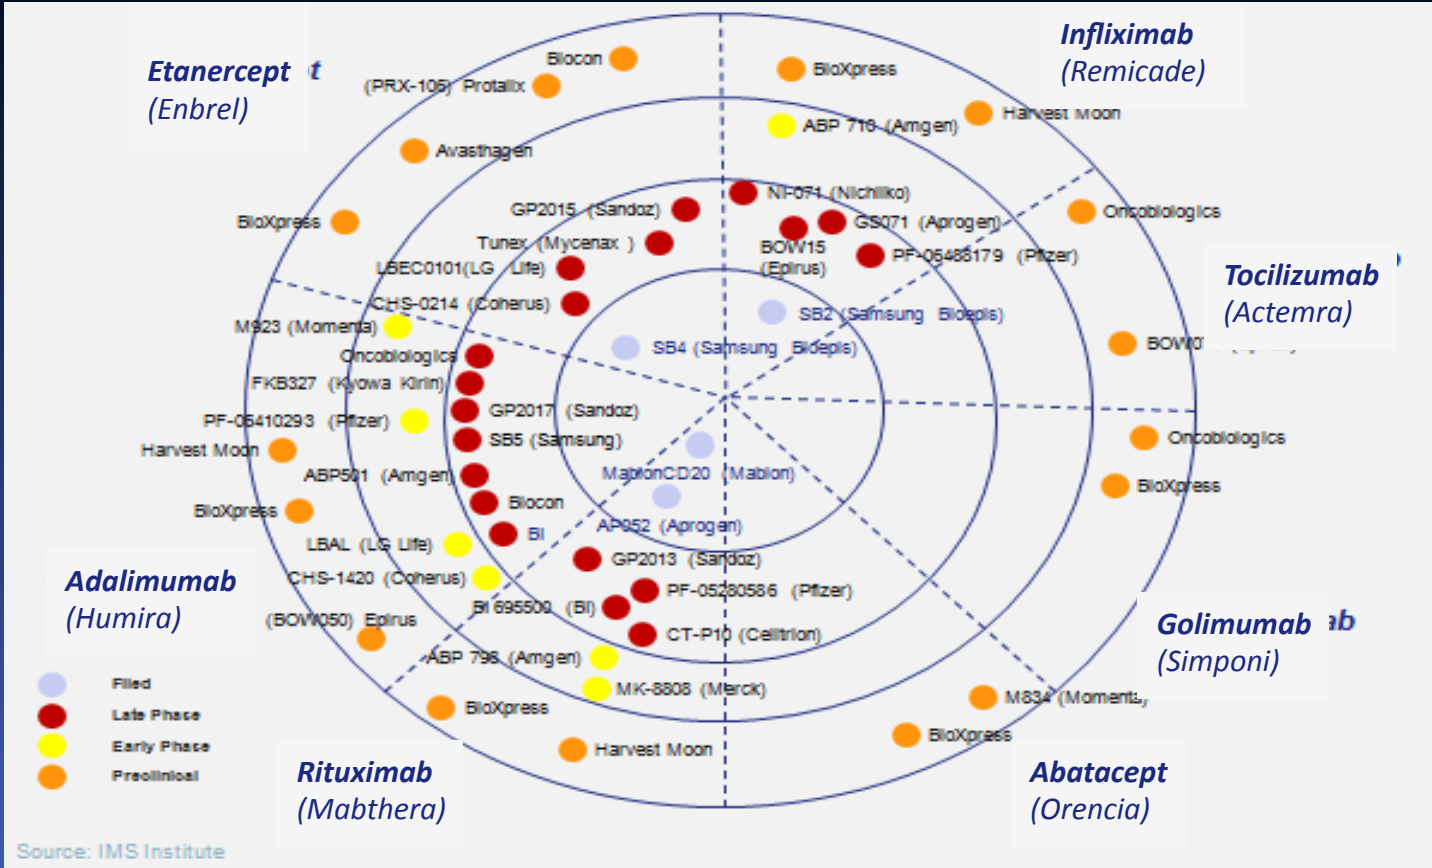 Etanercept
t
(Enbrel)
Infliximab
(Remicade)
Biocon
(PRX-106) Protalix
BioXpress
Harvest Moon
ABP 710 (Amgen)
Avasthagen
BioXpress
NI-071 (Nichiiko)
GP2015 (Sandoz)
GS071 (Aprogen)
Oncobiologics
Tunex (Mycenax )
BOW15
(Epirus)
PF-06488179 (Pfizer)
LBEC0101(LG Life)
Tocilizumab
(Actemra)
CHS-0214 (Coherus)
SB2 (Samsung Bioepis)
M923 (Momenta)
SB4 (Samsung Bioepis)
Oncobiologics
FKB327 (Kyowa Kirin)
GP2017 (Sandoz)
PF-06410293 (Pfizer)
SB5 (Samsung)
Oncobiologics
Harvest Moon
ABP501 (Amgen)
MabionCD20 (Mabion)
BioXpress
Biocon
BioXpress
AP052 (Aprogen)
BI
LBAL (LG Life)
GP2013 (Sandoz)
CHS-1420 (Coherus)
PF-05280586 (Pfizer)
Adalimumab
(Humira)
BI 695500 (BI)
(BOW050) Epirus
CT-P10 (Celltrion)
Golimumab
ab
(Simponi)
ABP 798 (Amgen)
MK-8808 (Merck)
M834 (Momenta)
BioXpress
BioXpress
Harvest Moon
Filed
Late Phase
Early Phase
Preclinical
Rituximab
(Mabthera)
Abatacept
(Orencia)
Source: IMS Institute